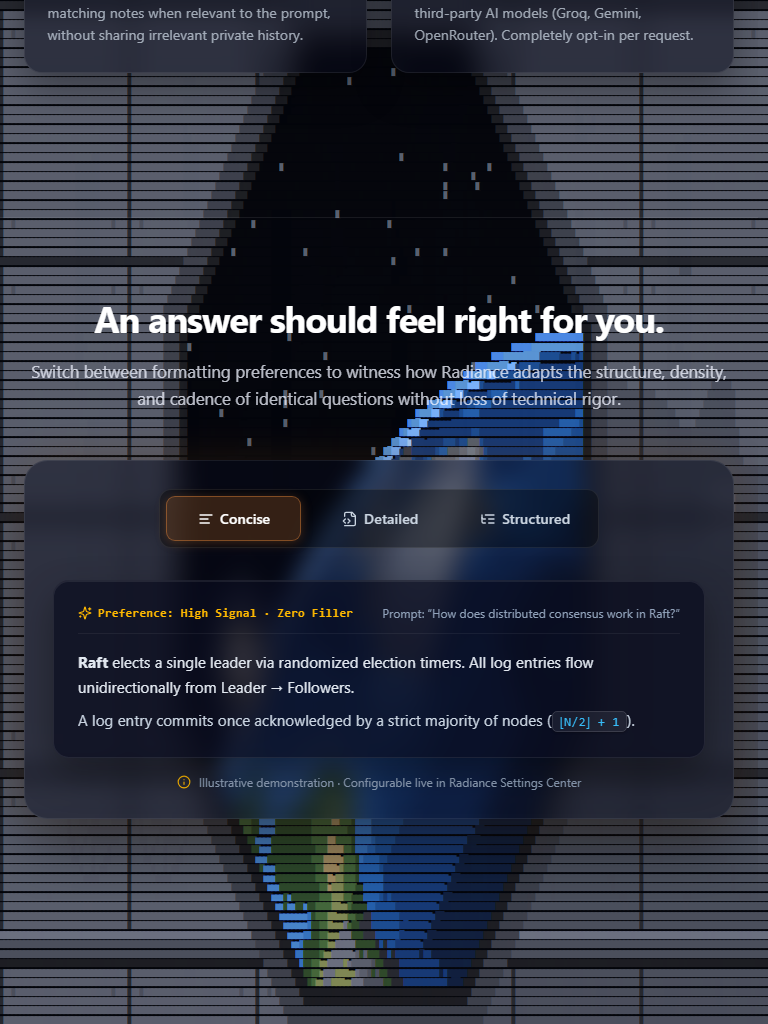 matching notes when relevant to the prompt,
without sharing irrelevant private history.
third-party AI models (Groq, Gemini,
OpenRouter). Completely opt-in per request.
An answer should feel right for you.
Switch between formatting preferences to witness how Radiance adapts the structure, density,
and cadence of identical questions without loss of technical rigor.
Concise
Detailed
Structured
Preference: High Signal · Zero Filler
Prompt: “How does distributed consensus work in Raft?”
Raft elects a single leader via randomized election timers. All log entries flow
unidirectionally from Leader → Followers.
A log entry commits once acknowledged by a strict majority of nodes (⌊N/2⌋ + 1).
Illustrative demonstration · Configurable live in Radiance Settings Center